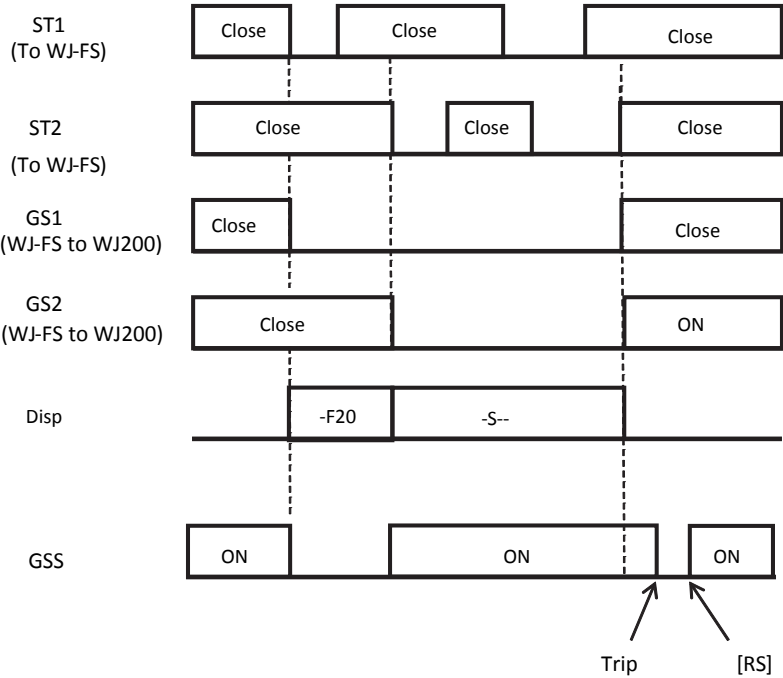 ST1
(To WJ-FS)
Close
Close
Close
ST2
(To WJ-FS)
Close
Close
Close
GS1
(WJ-FS to WJ200)
Close
Close
GS2
(WJ-FS to WJ200)
Close
ON
Disp
-F20
-S--
GSS
ON
ON
ON
Trip
[RS]